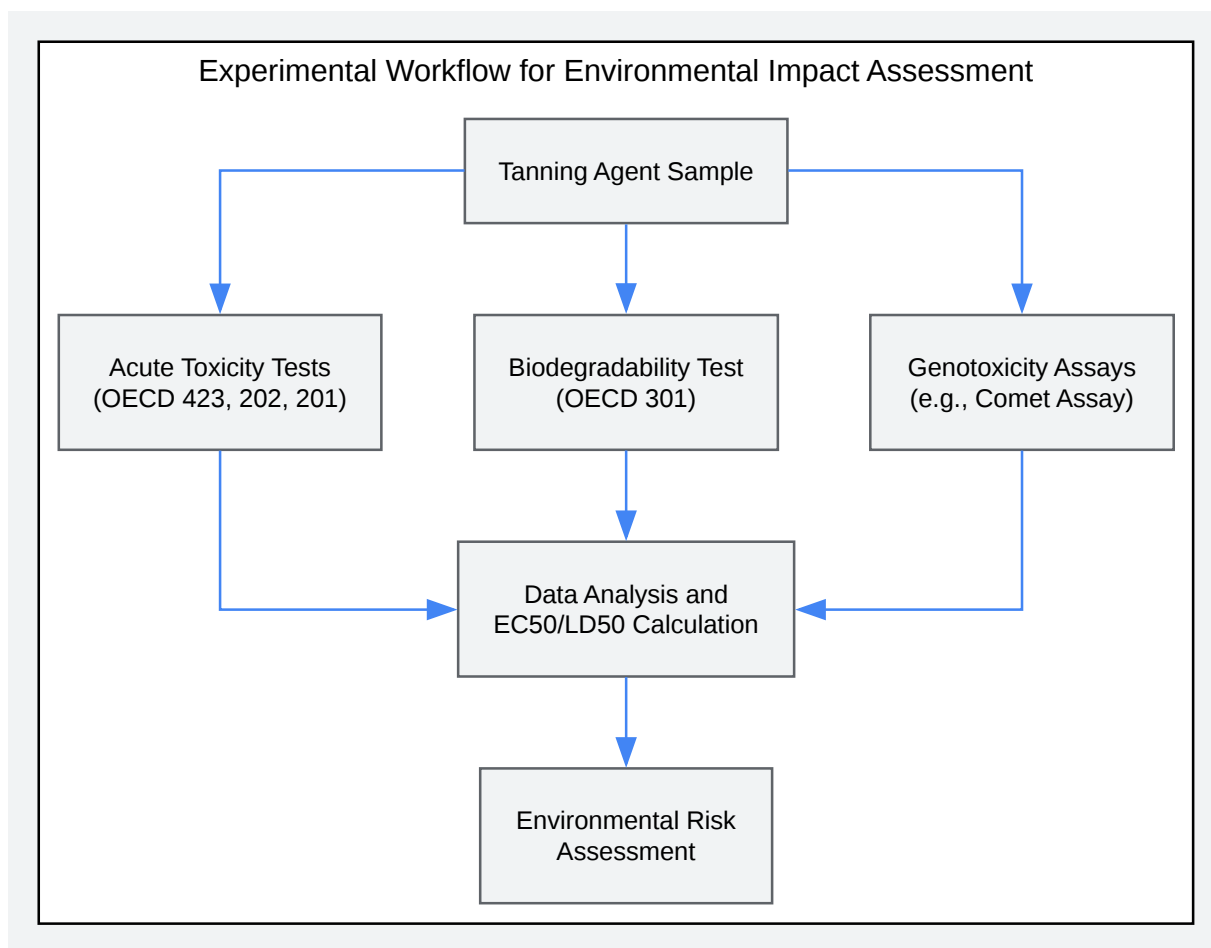 Experimental Workflow for Environmental Impact Assessment
Tanning Agent Sample
Acute Toxicity Tests
(OECD 423, 202, 201)
Biodegradability Test
(OECD 301)
Genotoxicity Assays
(e.g., Comet Assay)
Data Analysis and
EC50/LD50 Calculation
Environmental Risk
Assessment